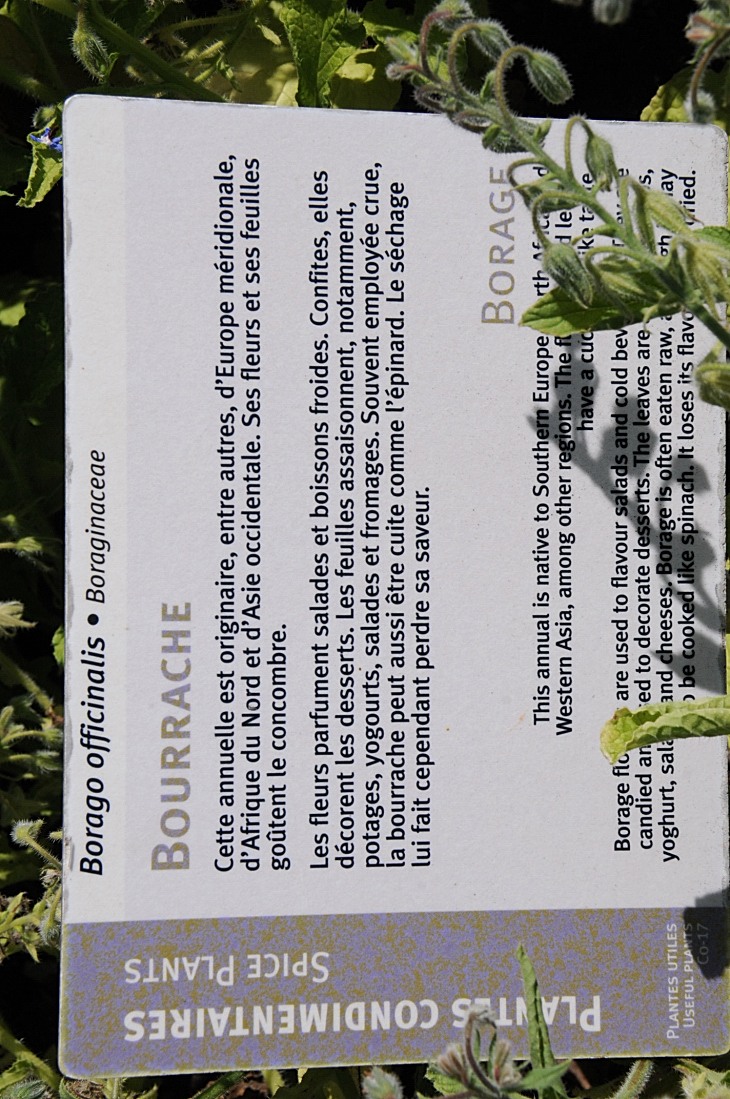 Borago officinalis • Boraginaceae
BOURRACHE
Cette annuelle est originaire, entre autres, d'Europe méridionale,
d'Afrique du Nord et d'Asie occidentale. Ses fleurs et ses feuilles
goûtent le concombre.
Les fleurs parfument salades et boissons froides. Confites, elles
décorent les desserts. Les feuilles assaisonnent, notamment,
potages, yogourts, salades et fromages. Souvent employée crue,
la bourrache peut aussi être cuite comme l'épinard. Le séchage
lui fait cependant perdre sa saveur.
BORAGE
This annual is native to Southern Europe
Western Asia, among other regions. The
have a
Borage are used to flavour salads and cold
candied to decorate desserts. The leaves are
yoghurt, and cheeses. Borage is often eaten raw,
be cooked like spinach. It loses its
PLANTES CONDIMENTAIRES
SPICE PLANTS
PLANTES UTILES
USEFUL PLANTS
Co-17